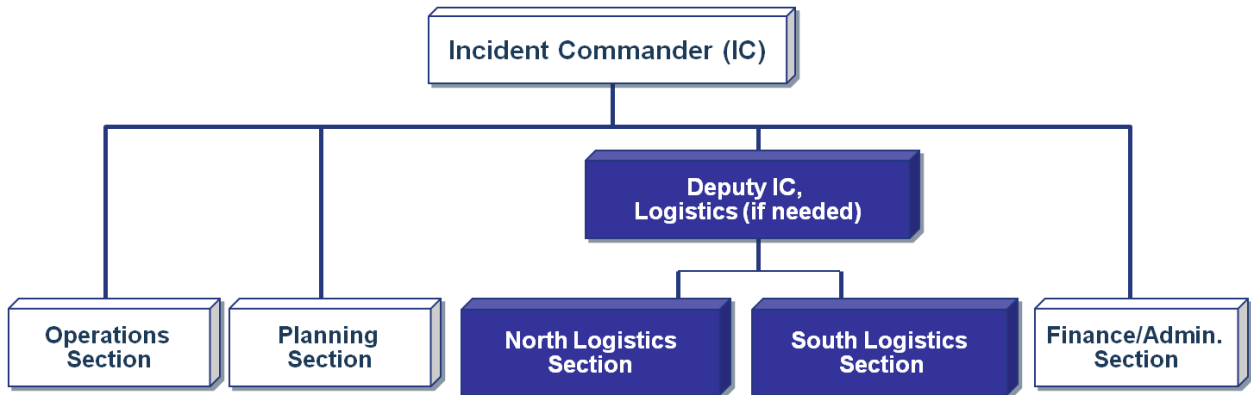 Incident Commander (IC)
Deputy IC,
Logistics (if needed)
Operations
Section
Planning
Section
North Logistics
Section
South Logistics
Section
Finance/Admin.
Section